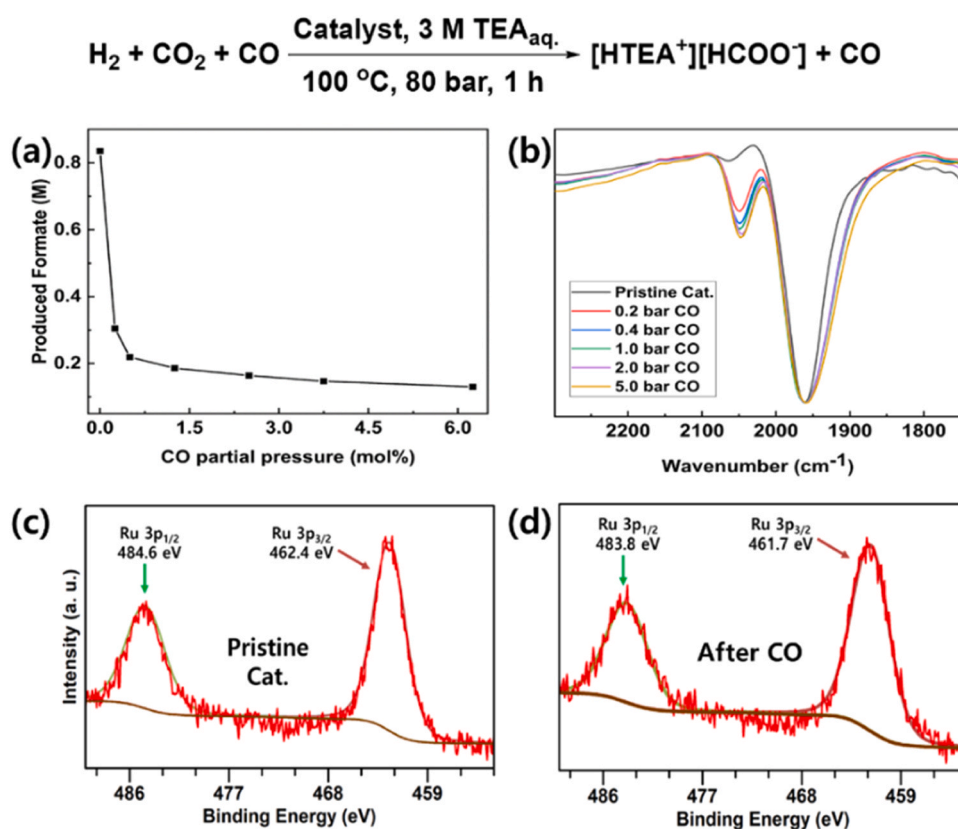 H₂ + CO₂ + CO Catalyst, 3 M TEAaq. [HTEA⁺][HCOO⁻] + CO
100 °C, 80 bar, 1 h
(a)
0.8
0.6
0.4
0.2
Produced Formate (M)
0.0 1.5 3.0 4.5 6.0
CO partial pressure (mol%)
(b)
Pristine Cat.
0.2 bar CO
0.4 bar CO
1.0 bar CO
2.0 bar CO
5.0 bar CO
2200 2100 2000 1900 1800
Wavenumber (cm⁻¹)
(c)
Ru 3p1/2
484.6 eV
Ru 3p3/2
462.4 eV
Pristine
Cat.
Intensity (a. u.)
486 477 468 459
Binding Energy (eV)
(d)
Ru 3p1/2
483.8 eV
Ru 3p3/2
461.7 eV
After CO
486 477 468 459
Binding Energy (eV)